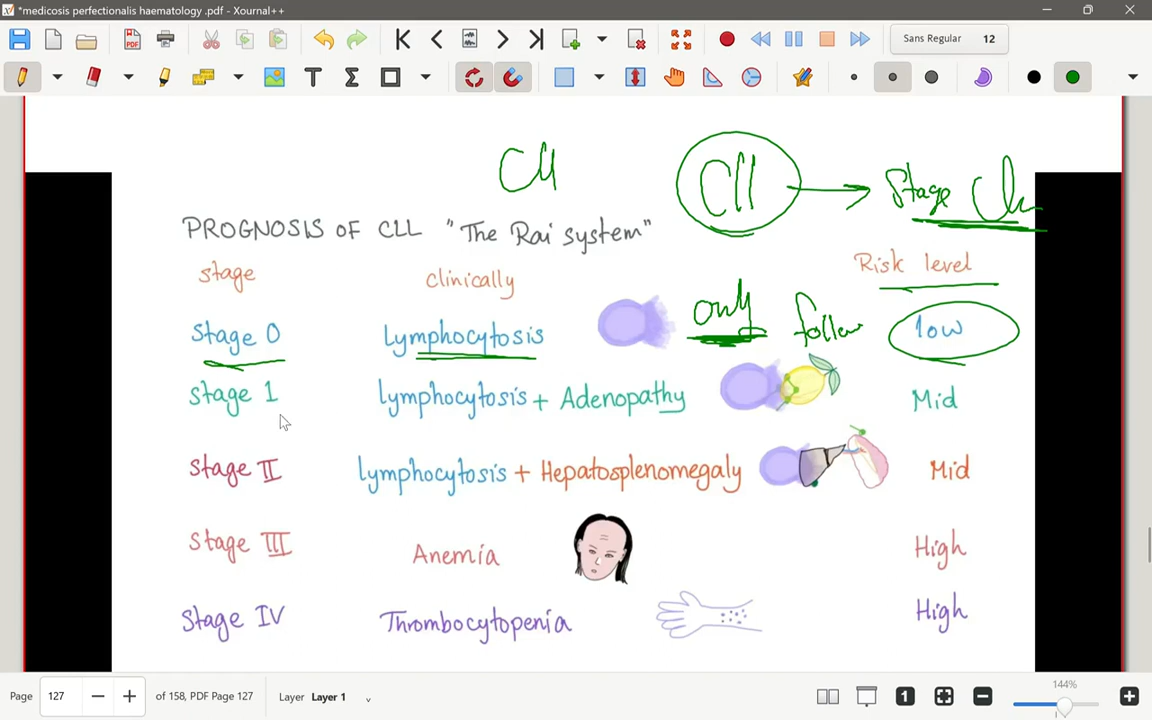 *medicosis perfectionalis haematology .pdf - Xournal++
Sans Regular 12
Cll Cll Stage
PROGNOSIS OF CLL "The Rai system"
stage clinically Risk level
Stage 0 Lymphocytosis only follow low
Stage 1 lymphocytosis + Adenopathy Mid
Stage II lymphocytosis + Hepatosplenomegaly Mid
Stage III Anemia High
Stage IV Thrombocytopenia High
Page 127 of 158, PDF Page 127 Layer Layer 1 144%